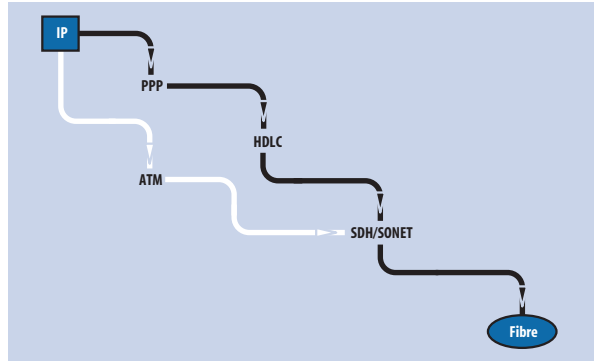 IP
PPP
HDLC
ATM
SDH/SONET
Fibre